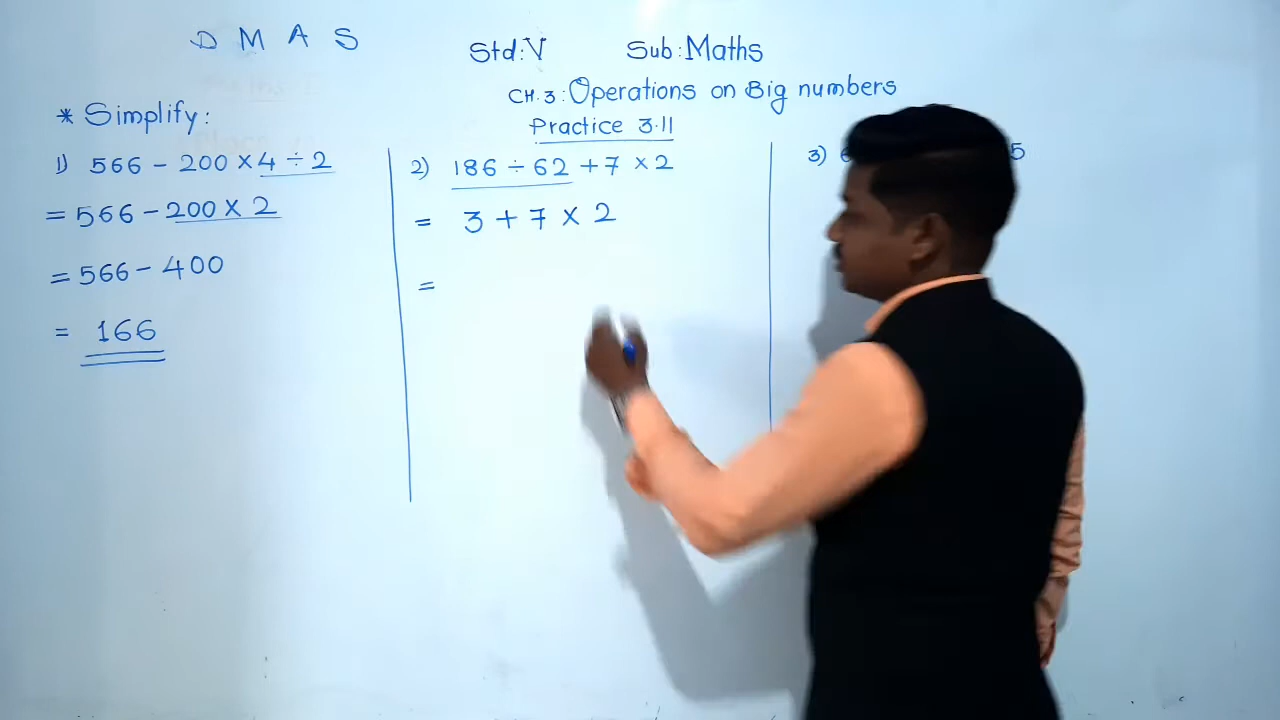 D M A S
Std: V Sub: Maths
CH. 3: Operations on Big numbers
Practice 3.11
* Simplify:
1) 566 - 200 × 4 ÷ 2
= 566 - 200 × 2
= 566 - 400
= 166
2) 186 ÷ 62 + 7 × 2
= 3 + 7 × 2
=
3) 5